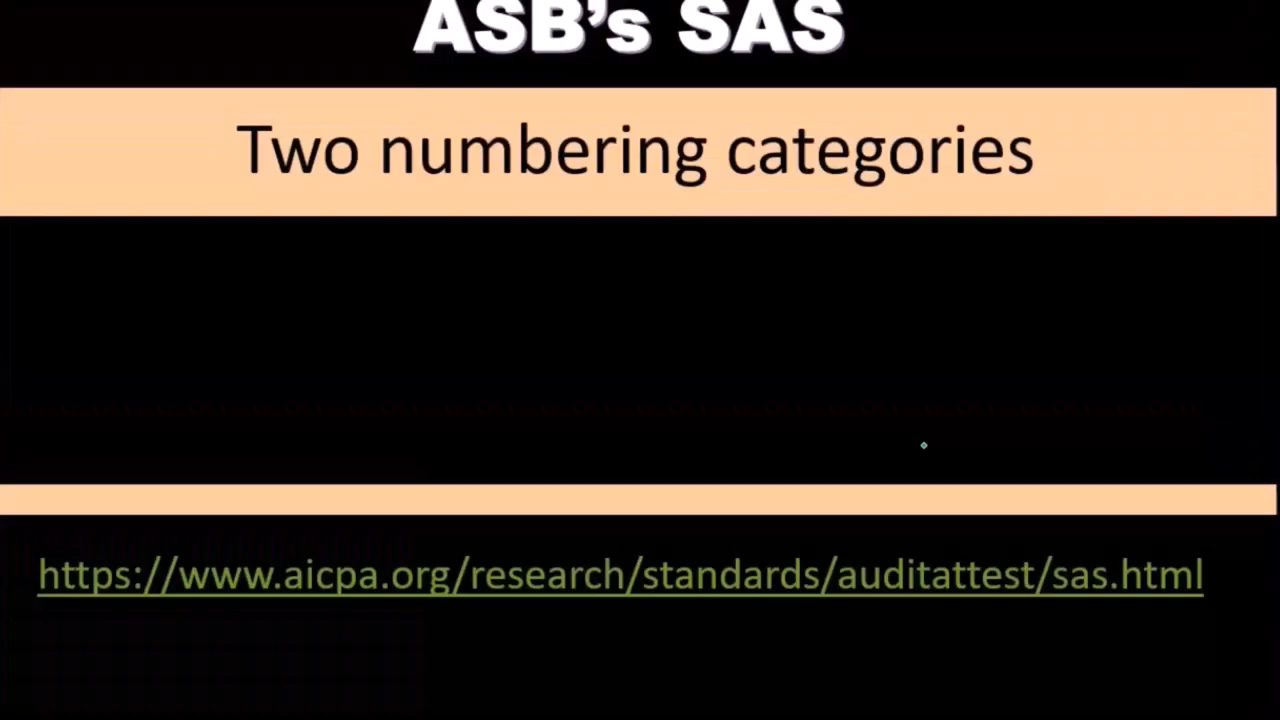 ASB's SAS
Two numbering categories
https://www.aicpa.org/research/standards/auditattest/sas.html